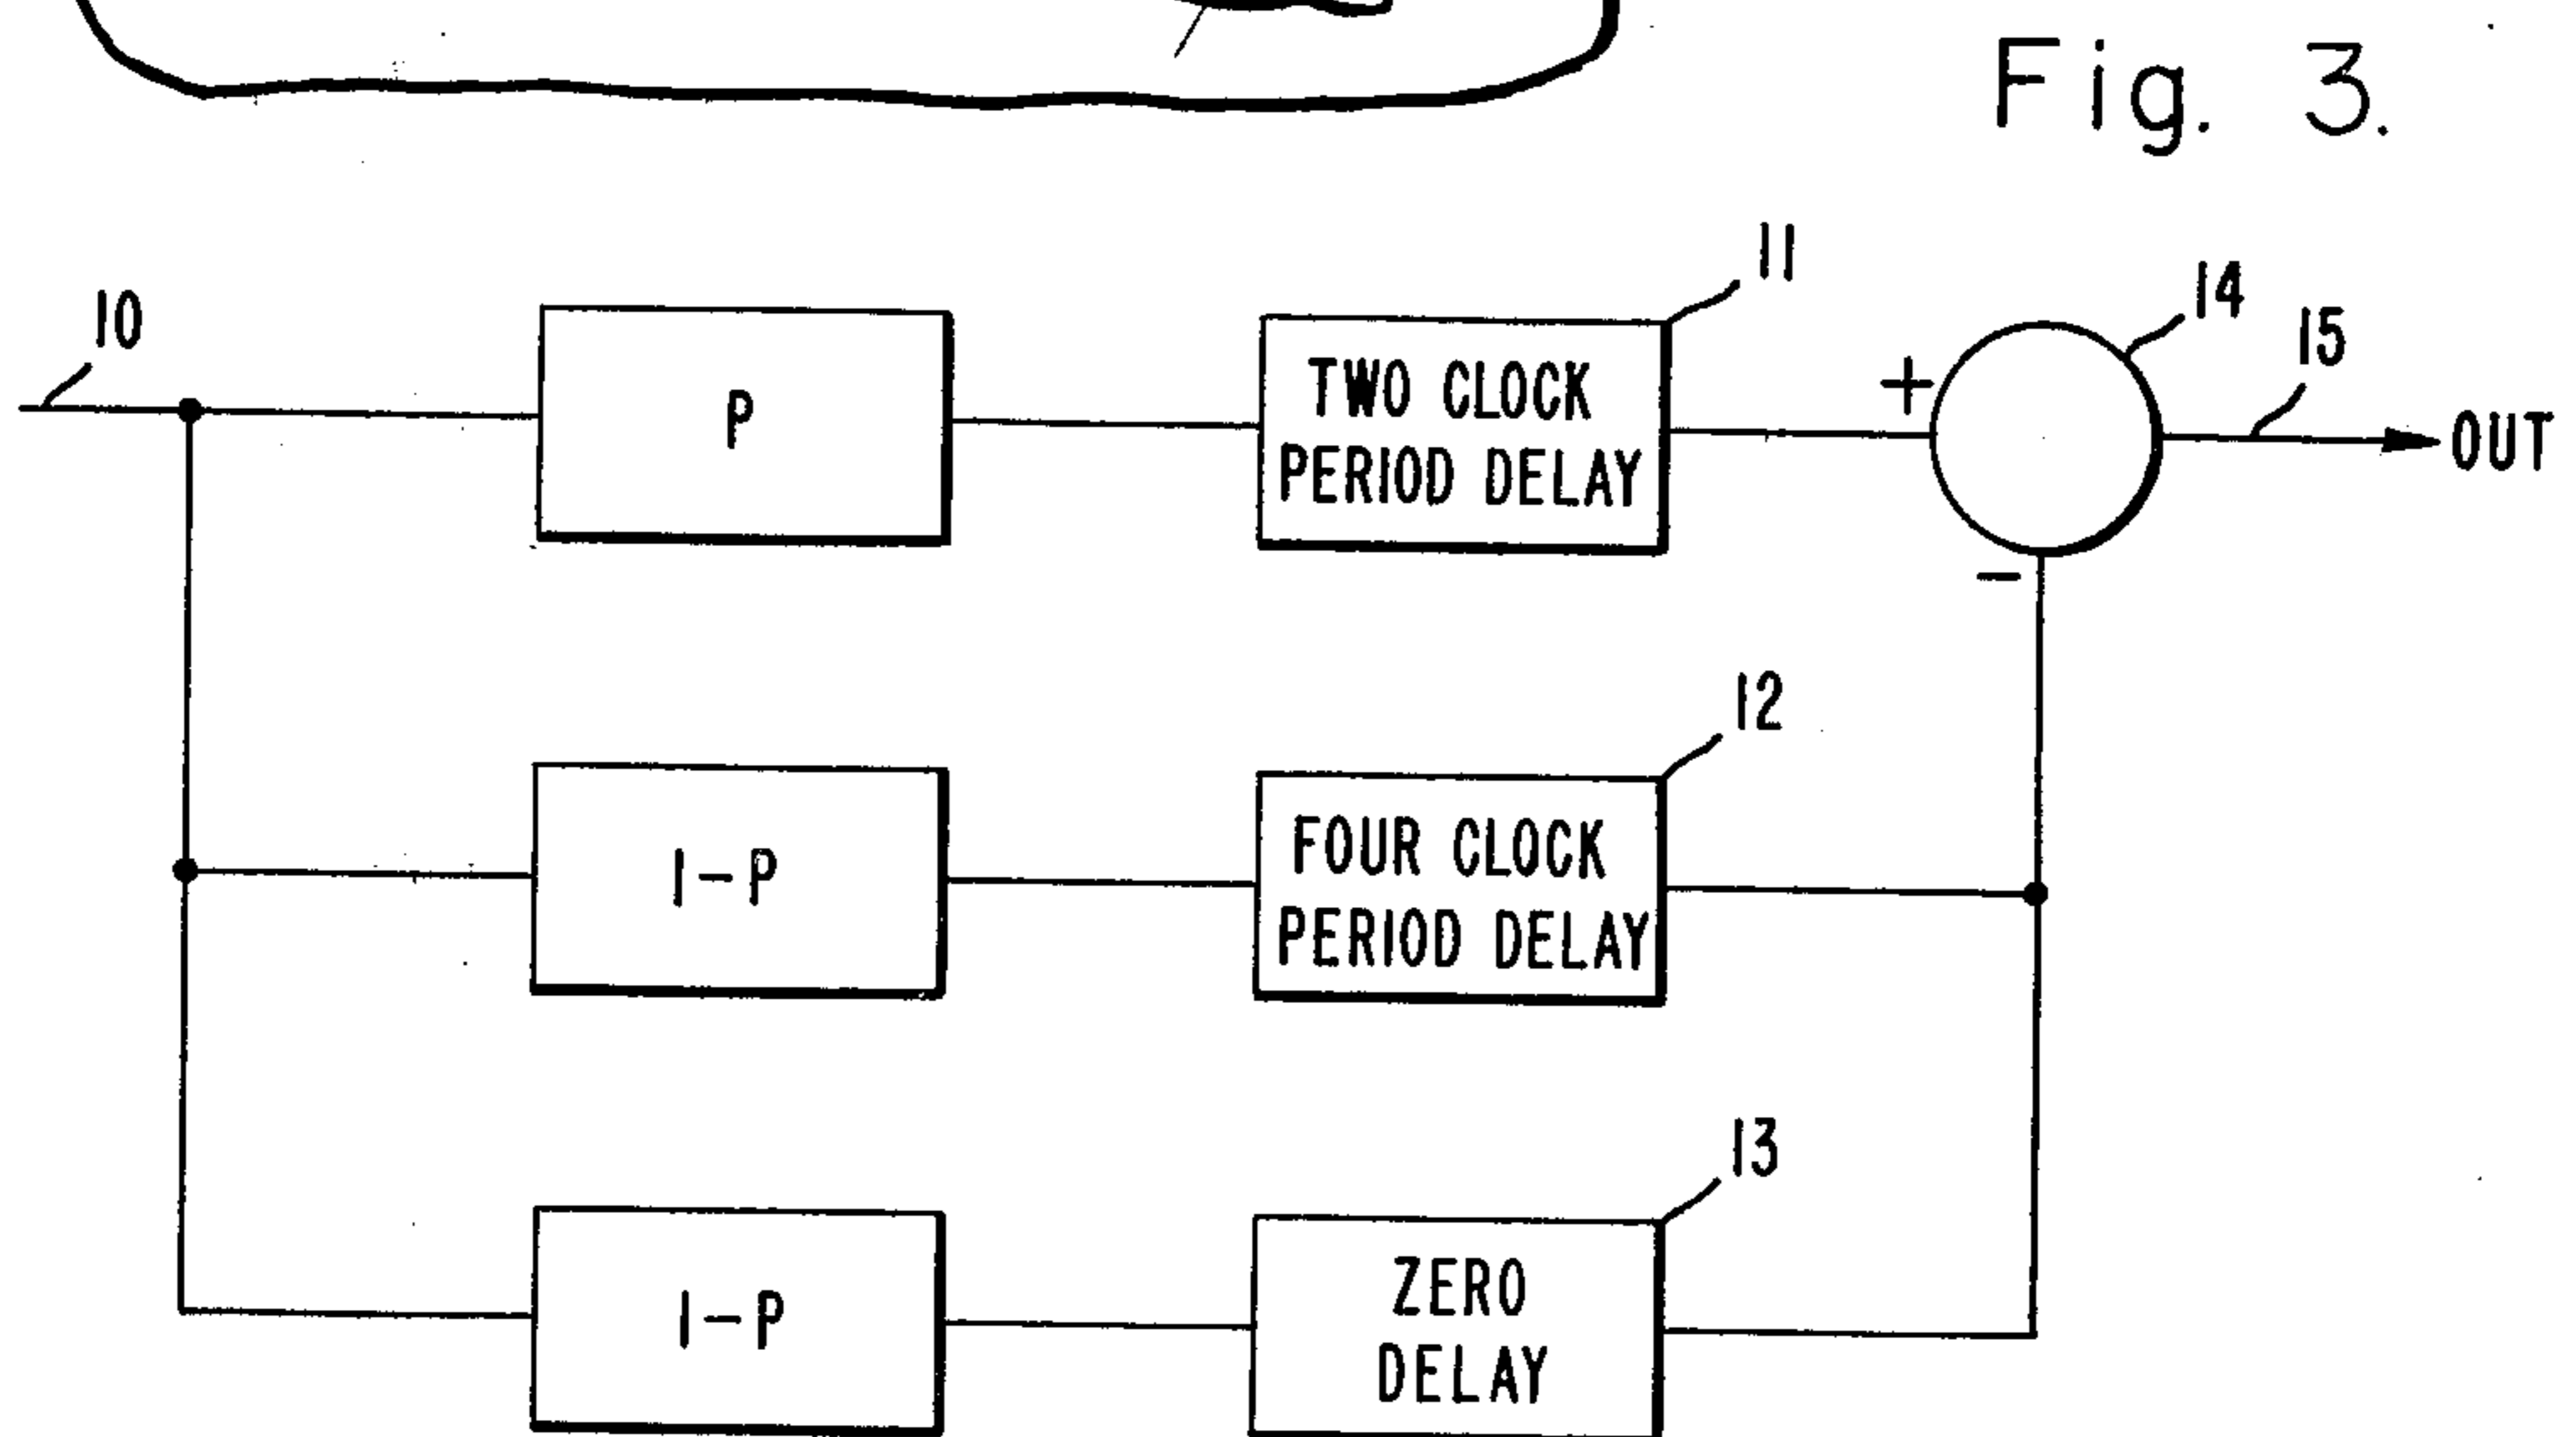 Fig. 3.
10
P
11
TWO CLOCK
PERIOD DELAY
+
14
15
OUT
-
12
1-P
FOUR CLOCK
PERIOD DELAY
13
1-P
ZERO
DELAY